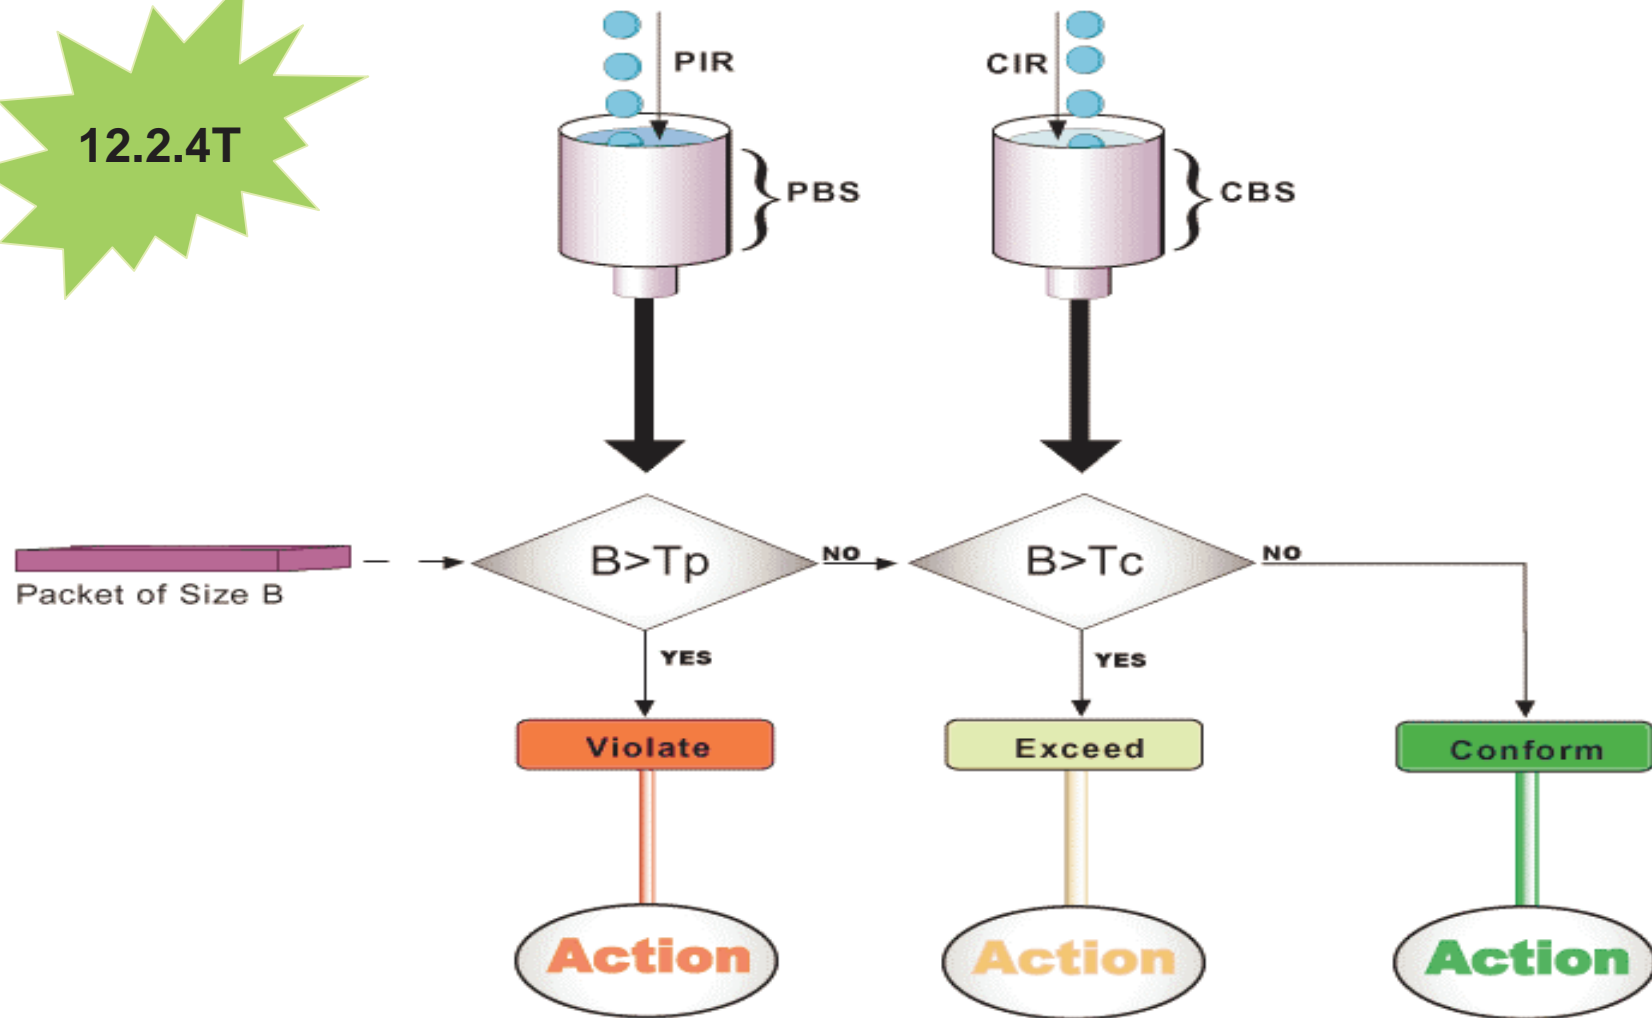 12.2.4T
PIR
CIR
PBS
CBS
B>Tp
NO
B>Tc
NO
Packet of Size B
YES
YES
Violate
Exceed
Conform
Action
Action
Action